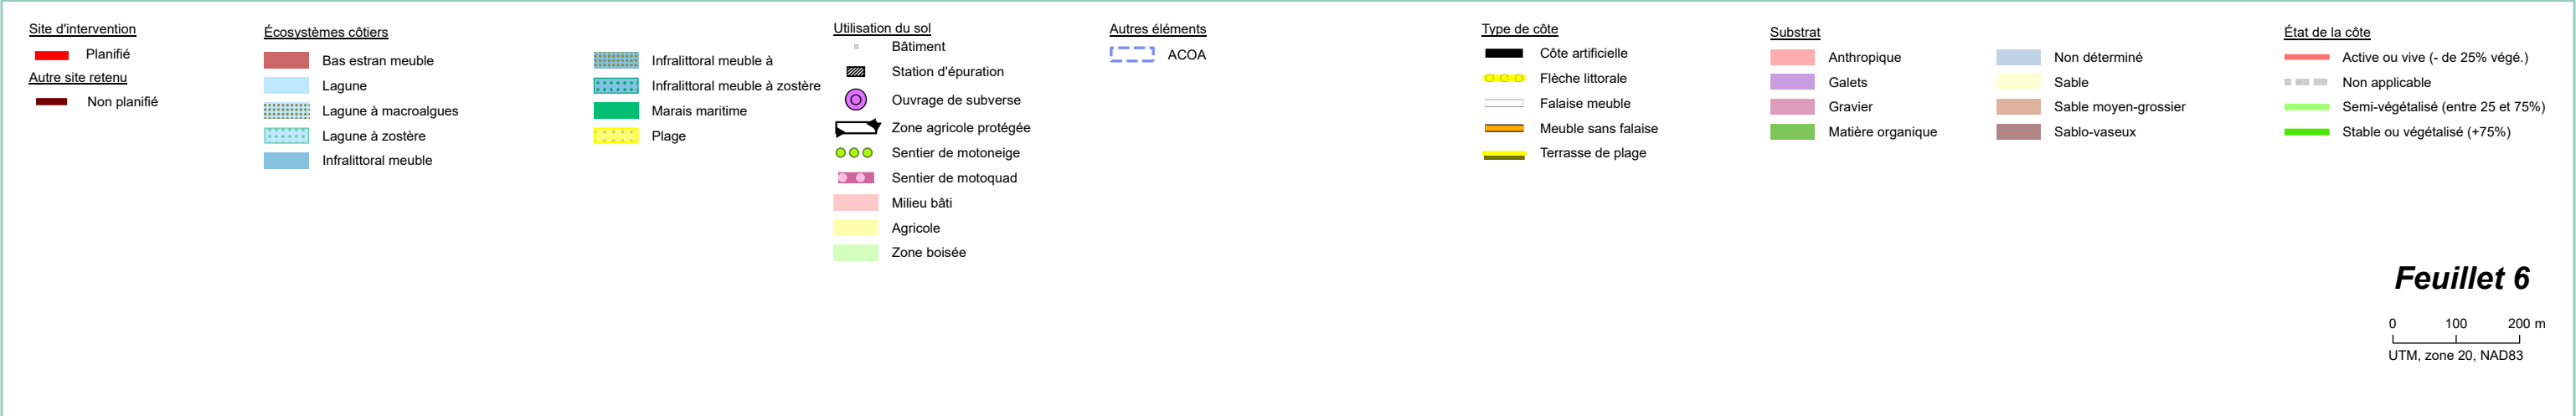 Site d'intervention
Planifié
Autre site retenu
Non planifié
Écosystèmes côtiers
Bas estran meuble
Lagune
Lagune à macroalgues
Lagune à zostère
Infralittoral meuble
Infralittoral meuble à
Infralittoral meuble à zostère
Marais maritime
Plage
Utilisation du sol
Bâtiment
Station d'épuration
Ouvrage de subverse
Zone agricole protégée
Sentier de motoneige
Sentier de motoquad
Milieu bâti
Agricole
Zone boisée
Autres éléments
ACOA
Type de côte
Côte artificielle
Flèche littorale
Falaise meuble
Meuble sans falaise
Terrasse de plage
Substrat
Anthropique
Galets
Gravier
Matière organique
Non déterminé
Sable
Sable moyen-grossier
Sablo-vaseux
État de la côte
Active ou vive (- de 25% végé.)
Non applicable
Semi-végétalisé (entre 25 et 75%)
Stable ou végétalisé (+75%)
Feuillet 6
0 100 200 m
UTM, zone 20, NAD83